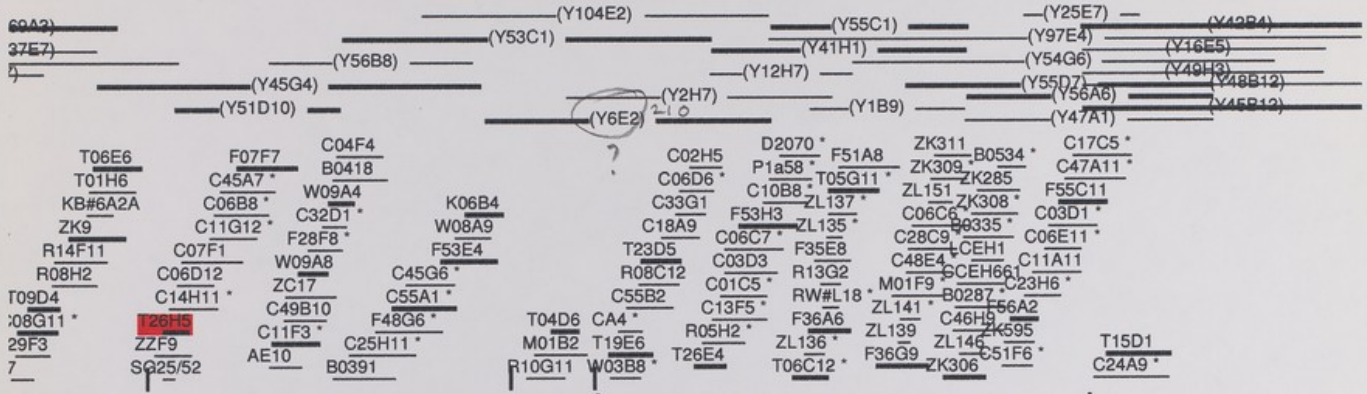 (Y104E2)
(Y25E7)
69A3)
(Y55C1)
(Y42B4)
(Y53C1)
(Y97E4)
37E7)
(Y41H1)
(Y16E5)
(Y56B8)
(Y54G6)
(Y12H7)
(Y49H3)
(Y45G4)
(Y55D7)
(Y48B12)
(Y2H7)
(Y56A6)
(Y51D10)
(Y1B9)
(Y45B12)
(Y6E2)
210
(Y47A1)
?
T06E6
T01H6
KB#6A2A
ZK9
R14F11
R08H2
T09D4
C08G11 *
29F3
7
F07F7
C45A7 *
C06B8 *
C11G12 *
C07F1
C06D12
C14H11 *
T26H5
ZZF9
SG25/52
C04F4
B0418
W09A4
C32D1 *
F28F8 *
W09A8
ZC17
C49B10
C11F3 *
AE10
K06B4
W08A9
F53E4
C45G6 *
C55A1 *
F48G6 *
C25H11 *
B0391
T04D6
M01B2
R10G11
C02H5
C06D6 *
C33G1
C18A9
T23D5
R08C12
C55B2
CA4 *
T19E6
W03B8 *
D2070 *
P1a58 *
C10B8 *
F53H3
C06C7 *
C03D3
C01C5 *
C13F5 *
R05H2 *
T26E4
F51A8
T05G11 *
ZL137 *
ZL135 *
F35E8
R13G2
RW#L18 *
F36A6
ZL136 *
T06C12 *
ZK311
ZK309 *
ZL151
C06C6 *
C28C9 *
C48E4 *
M01F9 *
ZL141
ZL139
F36G9
B0534 *
ZK285
ZK308 *
B0335
LCEH1
CCEH661
B0287 *
C46H9
ZL146
ZK306
C17C5 *
C47A11 *
F55C11
C03D1 *
C06E11 *
C11A11
C23H6 *
F56A2
ZK595
C51F6 *
T15D1
C24A9 *